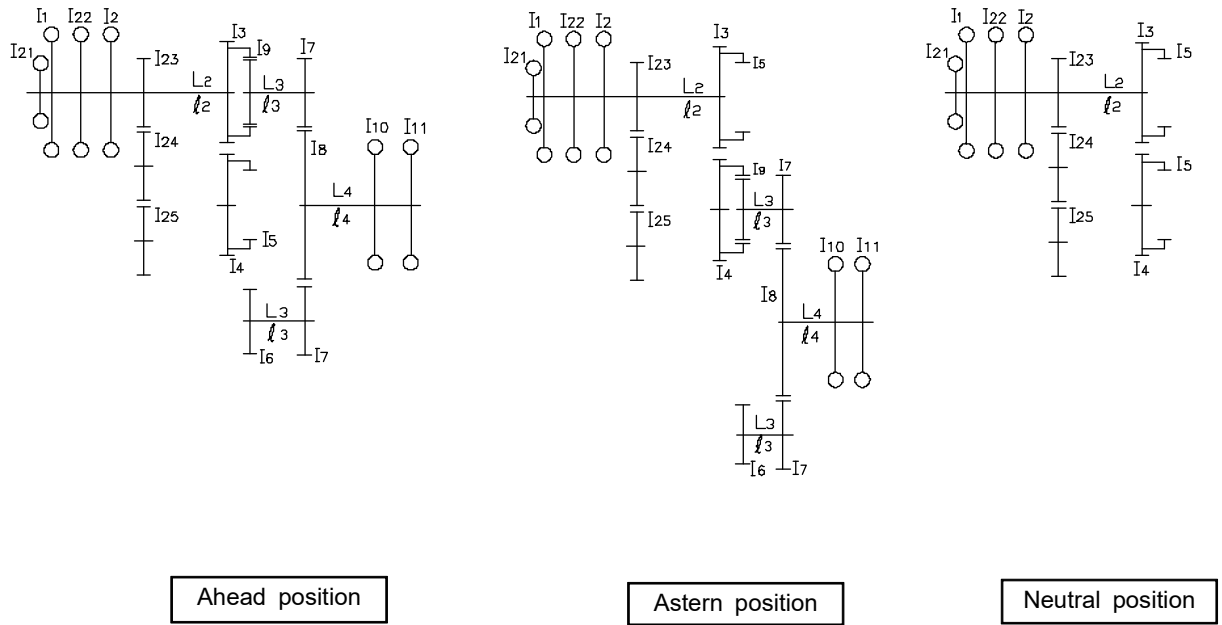 I1 I22 I2
I21
I23
L2
ℓ2
I24
I25
I3
I9
I7
L3
ℓ3
I8
I10 I11
L4
ℓ4
I5
I4
L3
ℓ3
I6
I7
Ahead position
I1 I22 I2
I21
I23
L2
ℓ2
I24
I25
I3
I5
I9
I7
L3
ℓ3
I4
I8
I10 I11
L4
ℓ4
L3
ℓ3
I6
I7
Astern position
I1 I22 I2
I21
I23
L2
ℓ2
I24
I25
I3
I5
I5
I4
Neutral position